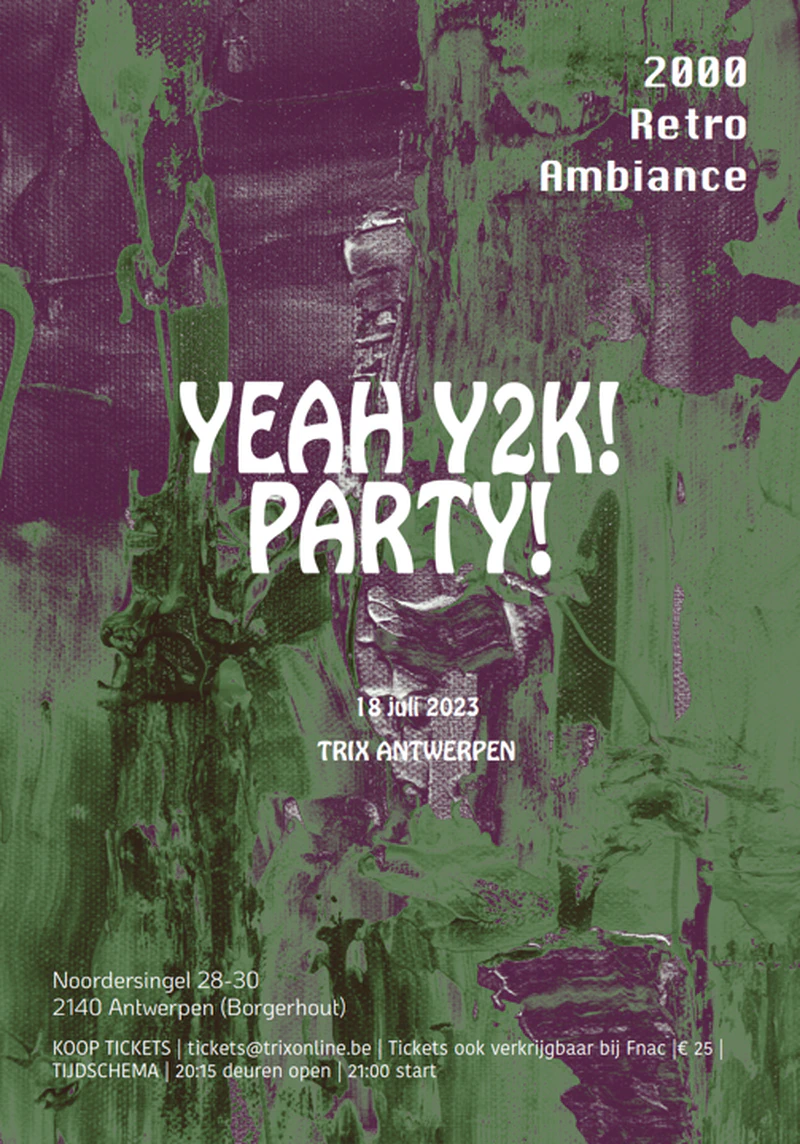 2000
Retro
Ambiance
YEAH Y2K!
PARTY!
18 juli 2023
TRIX ANTWERPEN
Noordersingel 28-30
2140 Antwerpen (Borgerhout)
KOOP TICKETS | tickets@trixonline.be | Tickets ook verkrijgbaar bij Fnac |€ 25 |
TIJDSCHEMA | 20:15 deuren open | 21:00 start